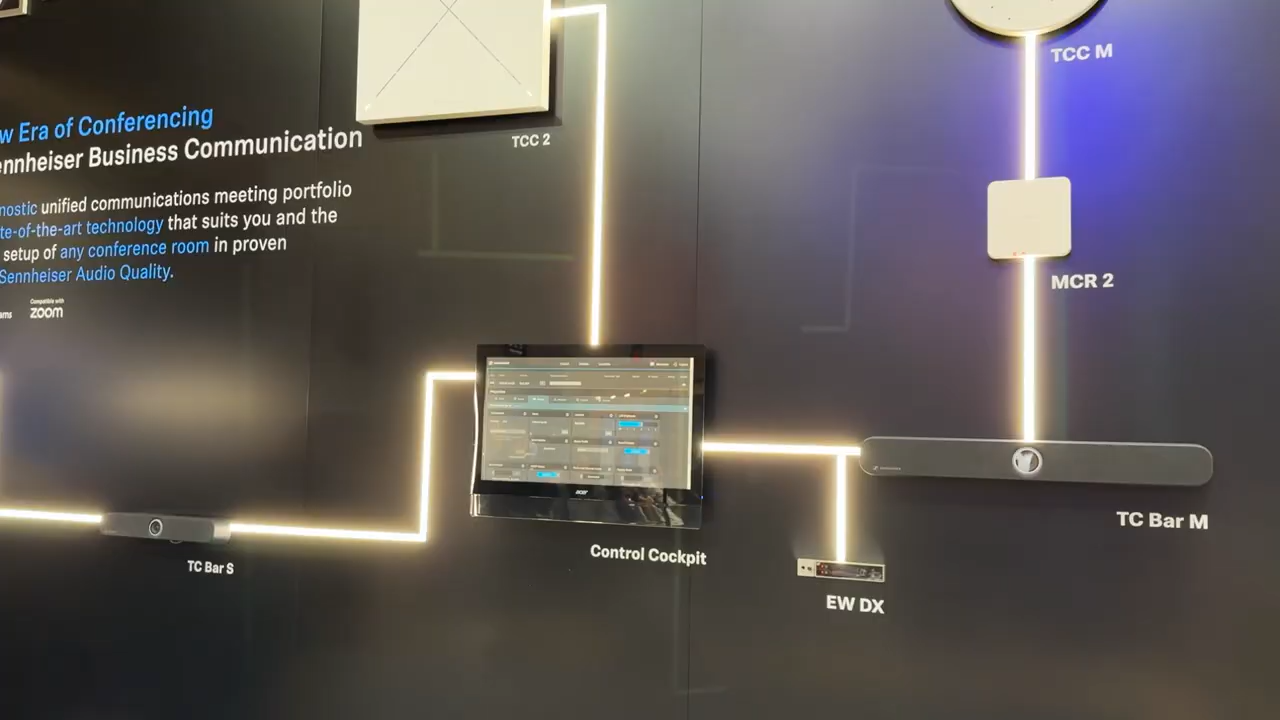 w Era of Conferencing
ennheiser Business Communication
nostic unified communications meeting portfolio
te-of-the-art technology that suits you and the
setup of any conference room in proven
Sennheiser Audio Quality.
ams
Compatible with
zoom
TCC 2
TCC M
MCR 2
acer
TC Bar M
TC Bar S
Control Cockpit
EW DX